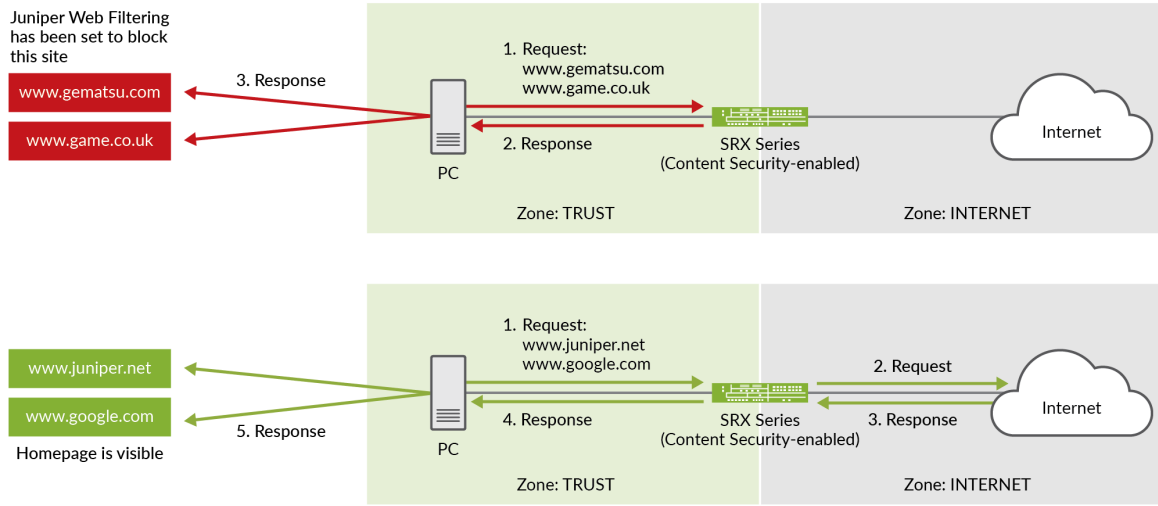 Juniper Web Filtering
has been set to block
this site
www.gematsu.com
www.game.co.uk
3. Response
1. Request:
www.gematsu.com
www.game.co.uk
2. Response
PC
SRX Series
(Content Security-enabled)
Internet
Zone: TRUST
Zone: INTERNET
www.juniper.net
www.google.com
Homepage is visible
5. Response
1. Request:
www.juniper.net
www.google.com
4. Response
PC
SRX Series
(Content Security-enabled)
2. Request
3. Response
Internet
Zone: TRUST
Zone: INTERNET